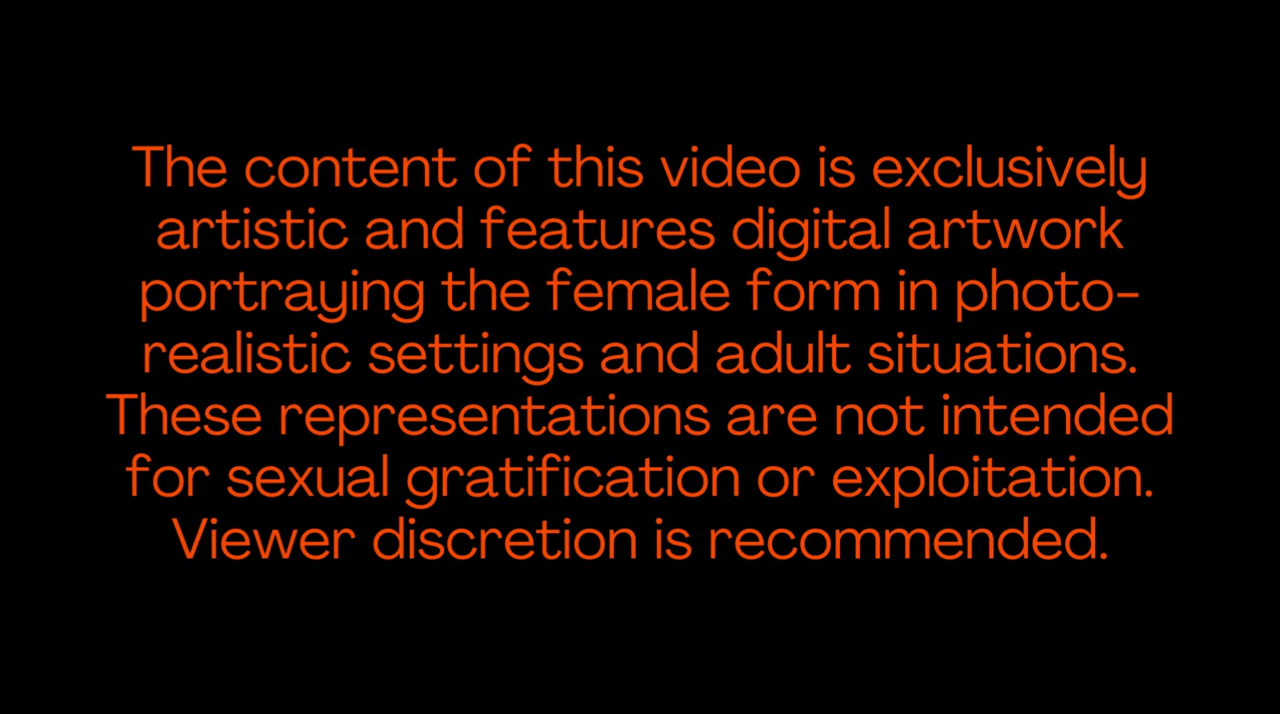 The content of this video is exclusively
artistic and features digital artwork
portraying the female form in photo-
realistic settings and adult situations.
These representations are not intended
for sexual gratification or exploitation.
Viewer discretion is recommended.